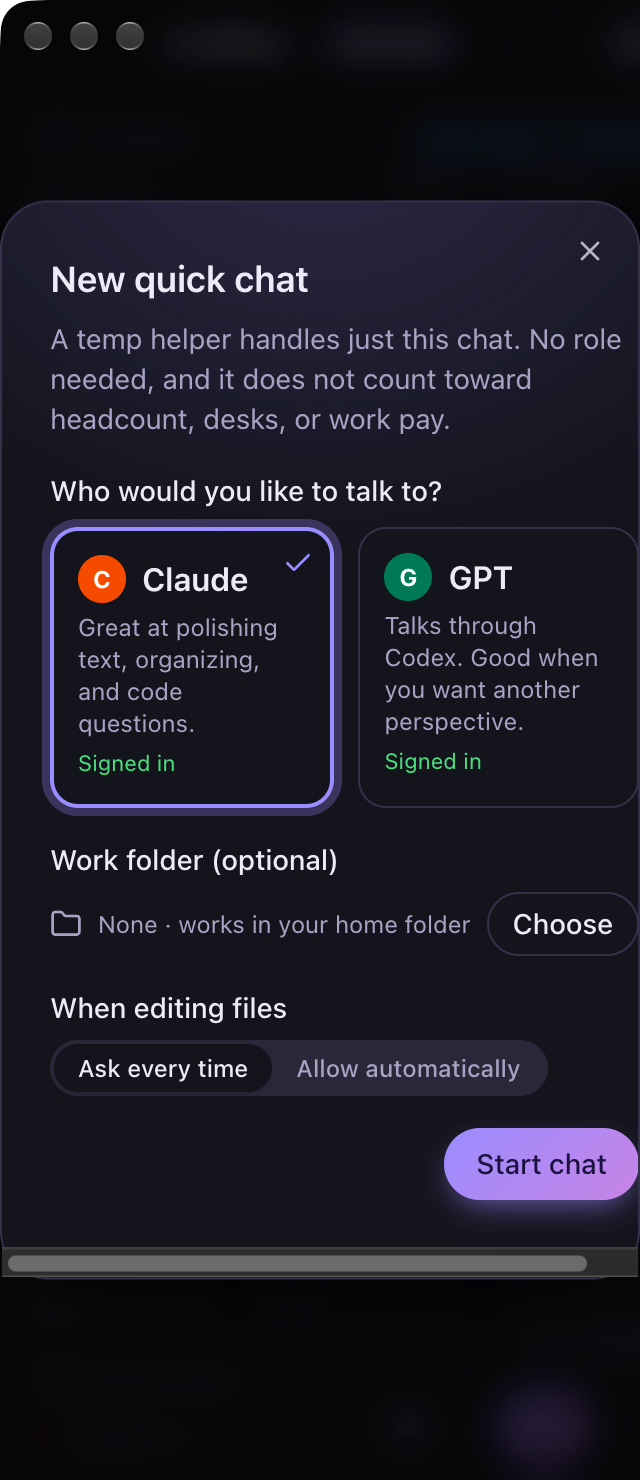 New quick chat
A temp helper handles just this chat. No role
needed, and it does not count toward
headcount, desks, or work pay.
Who would you like to talk to?
C Claude
Great at polishing
text, organizing,
and code
questions.
Signed in
G GPT
Talks through
Codex. Good when
you want another
perspective.
Signed in
Work folder (optional)
None · works in your home folder
Choose
When editing files
Ask every time
Allow automatically
Start chat